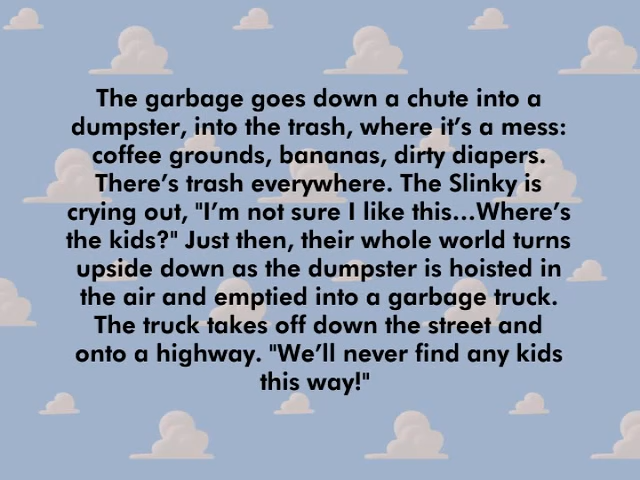 The garbage goes down a chute into a
dumpster, into the trash, where it’s a mess:
coffee grounds, bananas, dirty diapers.
There’s trash everywhere. The Slinky is
crying out, "I’m not sure I like this...Where’s
the kids?" Just then, their whole world turns
upside down as the dumpster is hoisted in
the air and emptied into a garbage truck.
The truck takes off down the street and
onto a highway. "We’ll never find any kids
this way!"